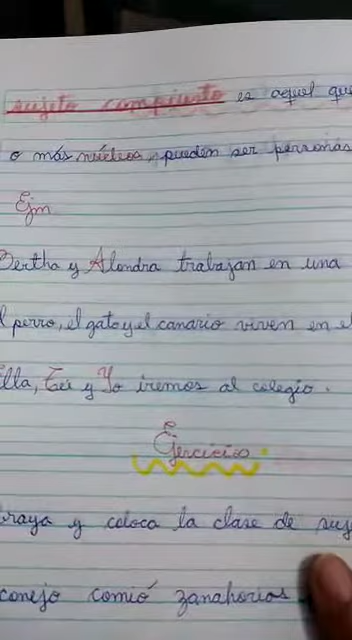 sujeto compuesto es aquel que
o más núcleos, pueden ser personas
Ejm
Bertha y Alondra trabajan en una
el perro, el gato y el canario viven en el
Ella, Tú y Yo iremos al colegio.
Ejercicios
y coloca la clase de suj
conejo comió zanahorias